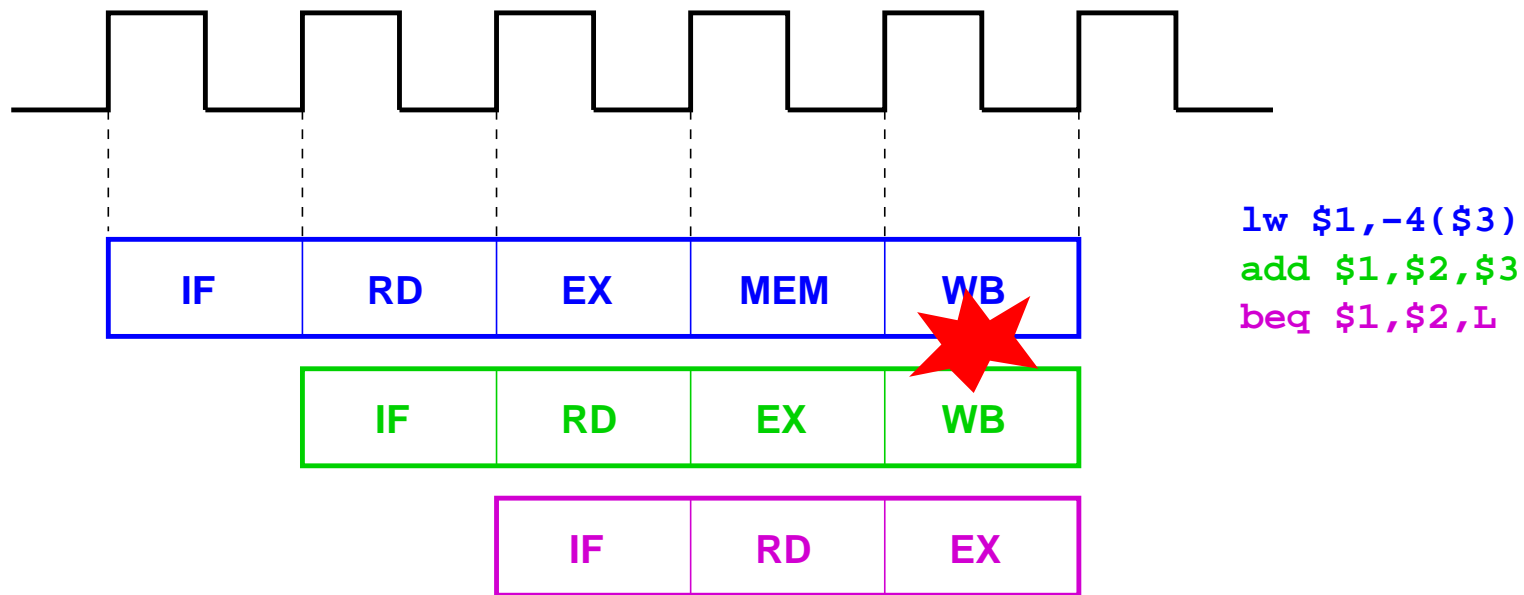 lw $1,−4($3)
add $1,$2,$3
beq $1,$2,L
IF RD EX MEM WB
IF RD EX WB
IF RD EX